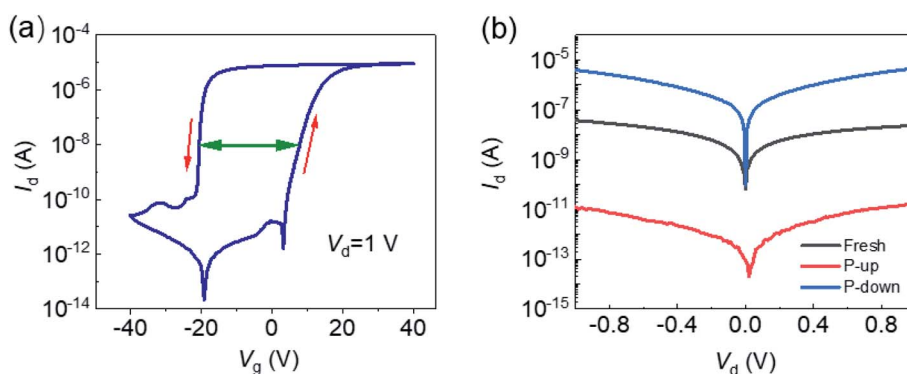 (a)
I_d (A)
10^-4
10^-6
10^-8
10^-10
10^-12
10^-14
V_d=1 V
-40 -20 0 20 40
V_g (V)
(b)
I_d (A)
10^-5
10^-7
10^-9
10^-11
10^-13
10^-15
Fresh
P-up
P-down
-0.8 -0.4 0.0 0.4 0.8
V_d (V)